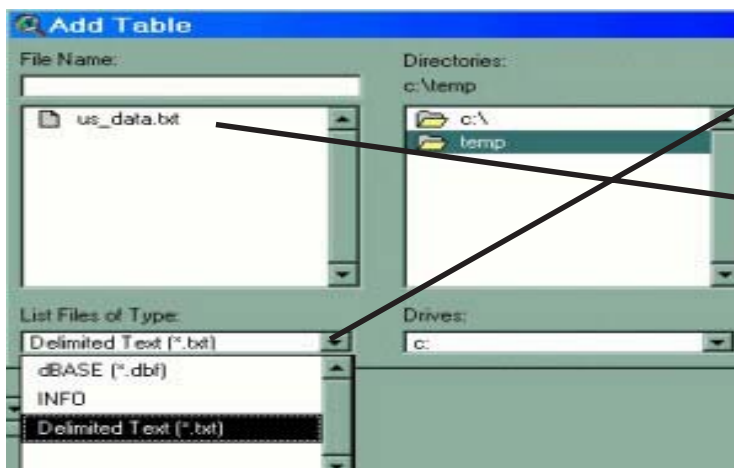 Add Table
File Name:
us_data.txt
Directories:
c:\temp
c:\
temp
List Files of Type:
Delimited Text (*.txt)
dBASE (*.dbf)
INFO
Delimited Text (*.txt)
Drives:
c: